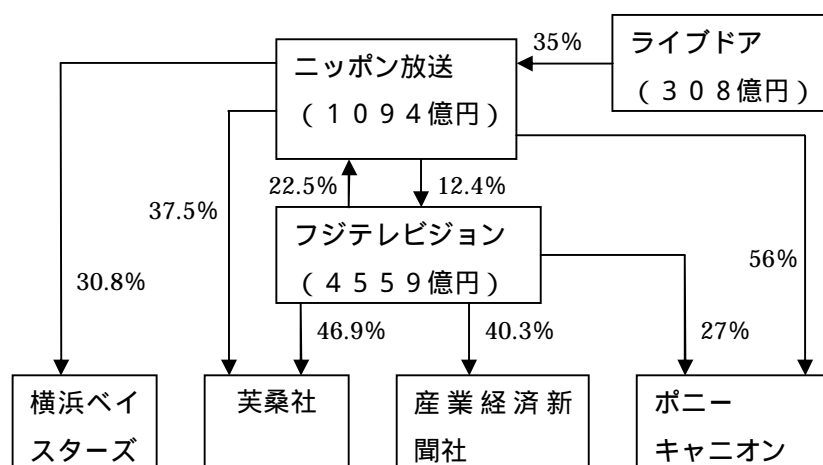 ニッポン放送
(1094億円)
35%
ライブドア
(308億円)
22.5%
12.4%
37.5%
フジテレビジョン
(4559億円)
30.8%
56%
46.9%
40.3%
27%
横浜ベイ
スターズ
芙桑社
産業経済新
聞社
ポニー
キャニオン